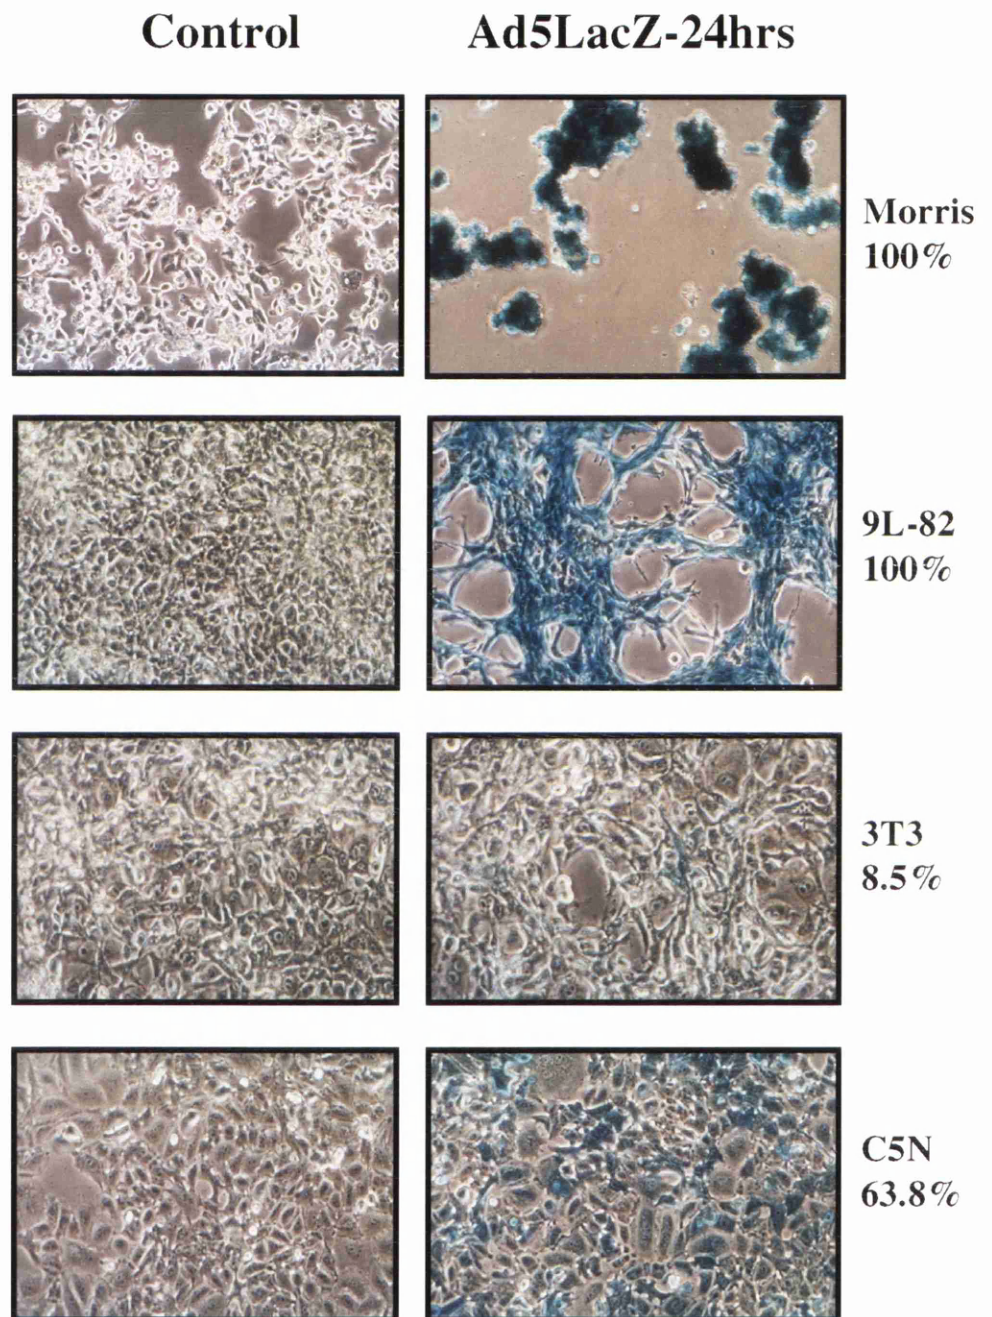 Control
Ad5LacZ-24hrs
Morris
100%
9L-82
100%
3T3
8.5%
C5N
63.8%